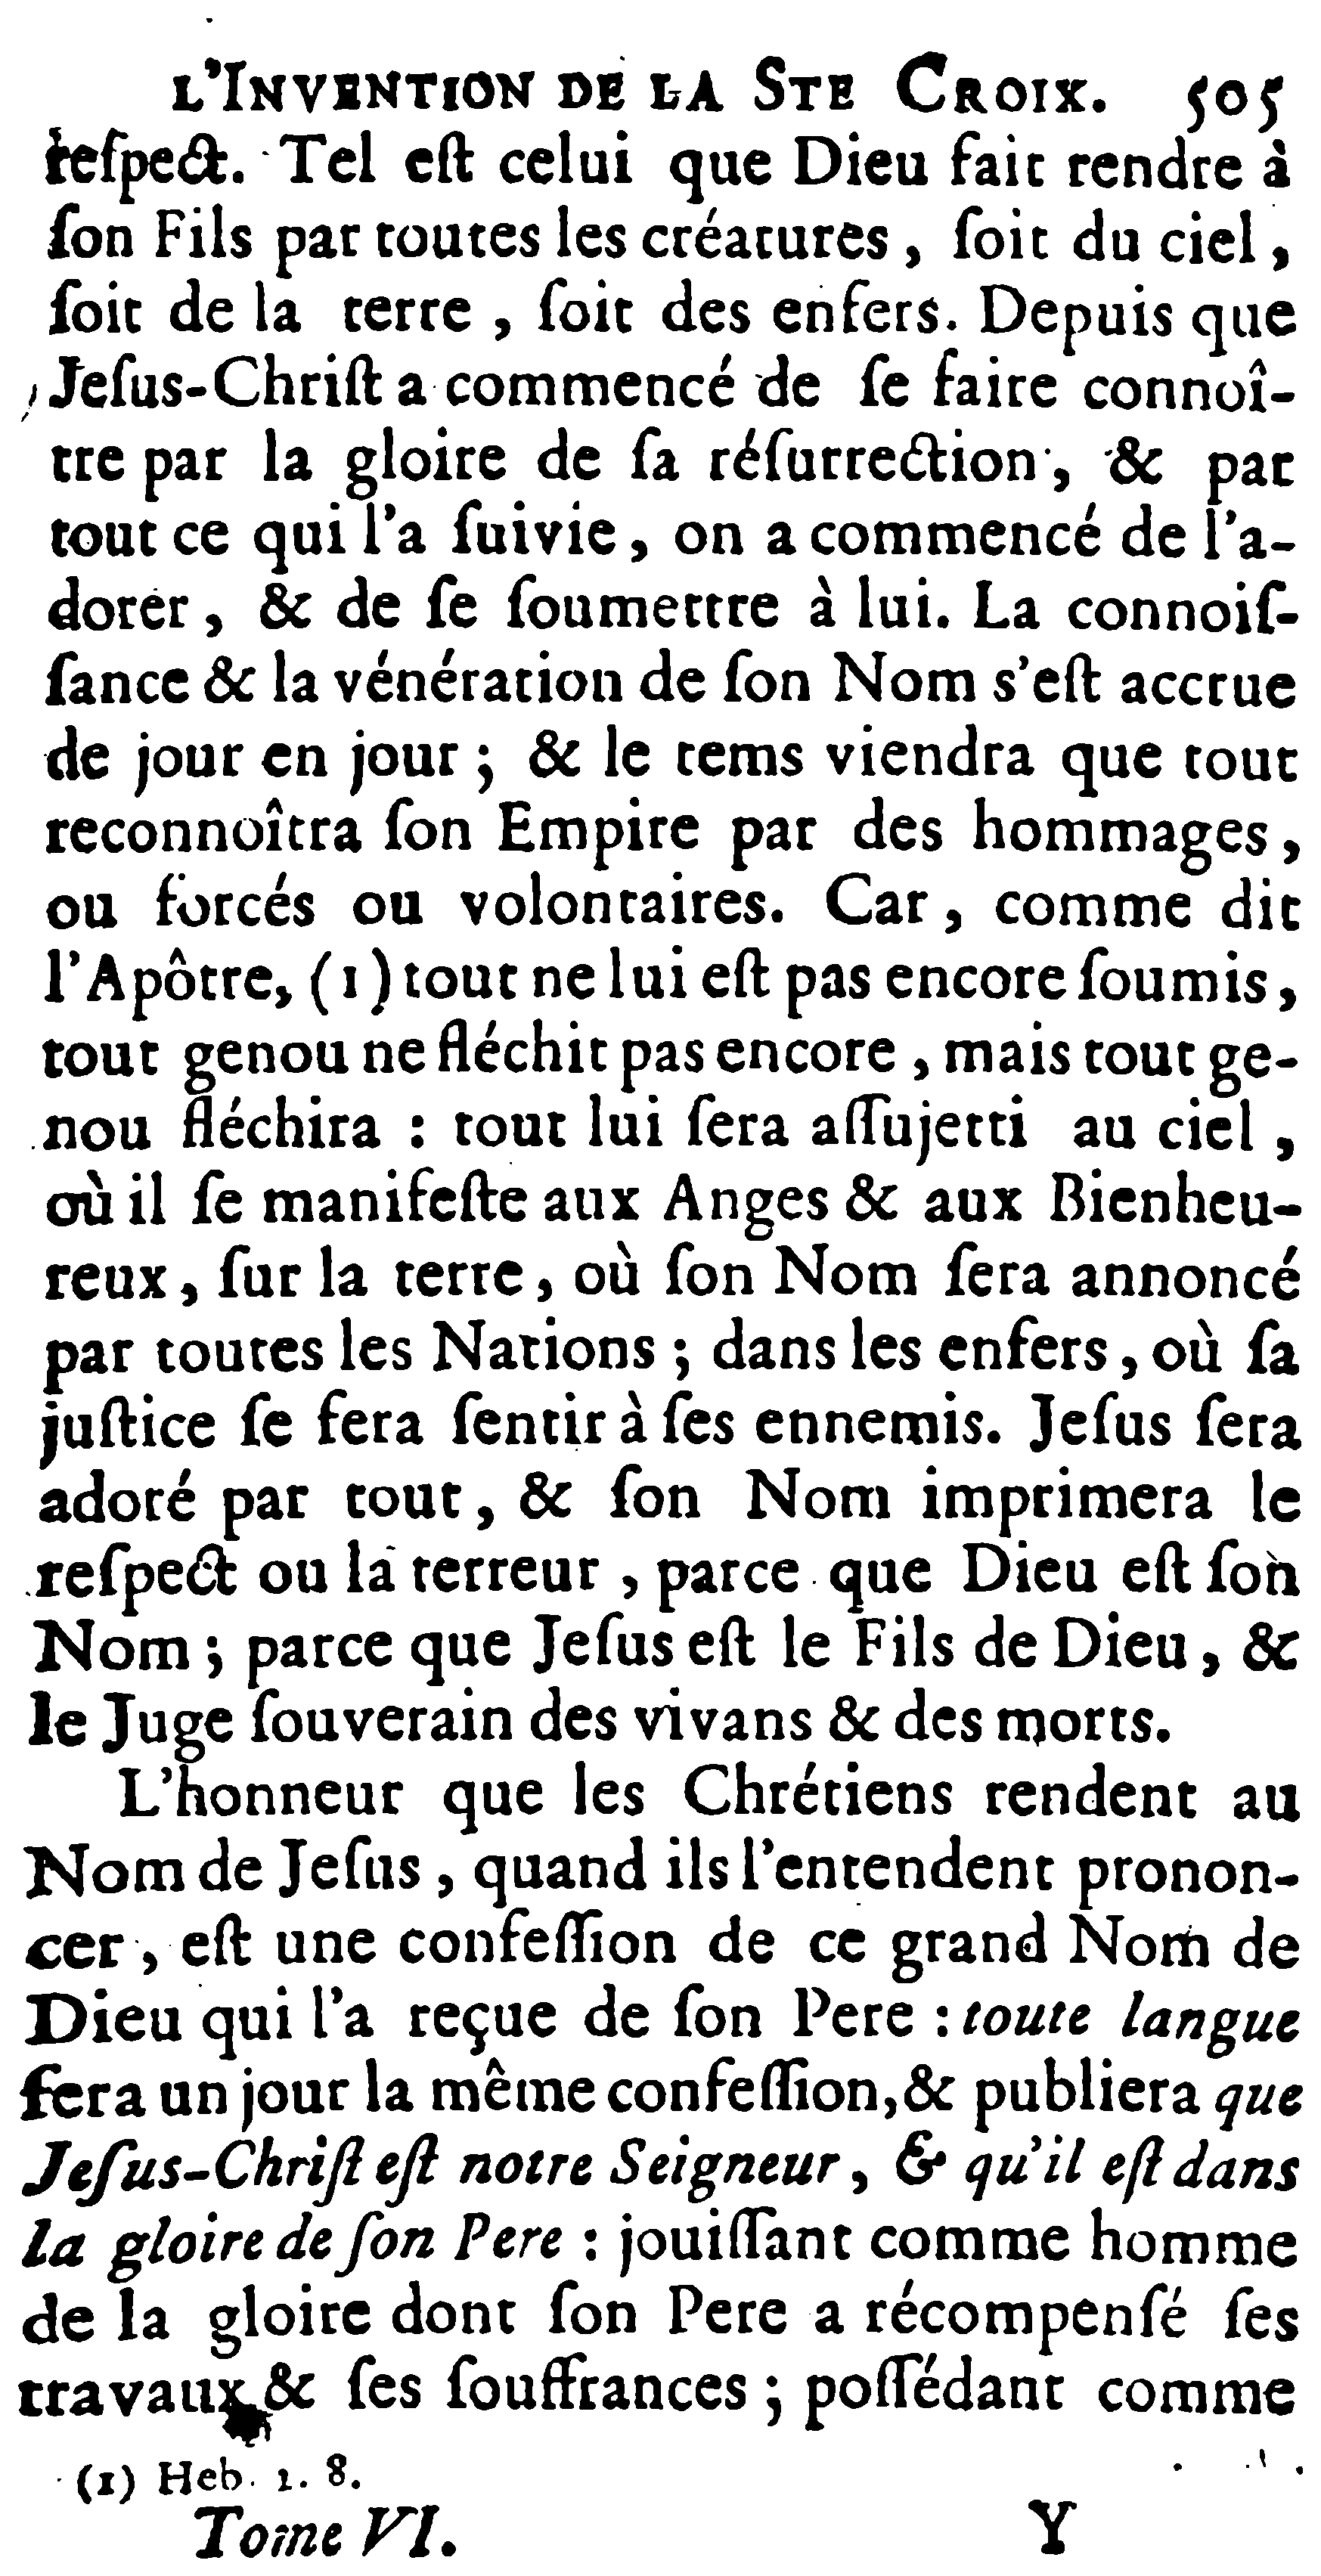 L'INVENTION DE LA STE CROIX. 505
reſpect. Tel eſt celui que Dieu fait rendre à
ſon Fils par toutes les créatures, ſoit du ciel,
ſoit de la terre, ſoit des enfers. Depuis que
Jeſus-Chriſt a commencé de ſe faire connoî-
tre par la gloire de ſa réſurrection, & par
tout ce qui l'a ſuivie, on a commencé de l'a-
dorer, & de ſe ſoumettre à lui. La connoiſ-
ſance & la vénération de ſon Nom s'eſt accrue
de jour en jour; & le tems viendra que tout
reconnoîtra ſon Empire par des hommages,
ou forcés ou volontaires. Car, comme dit
l'Apôtre, (1) tout ne lui eſt pas encore ſoumis,
tout genou ne fléchit pas encore, mais tout ge-
nou fléchira : tout lui ſera aſſujetti au ciel,
où il ſe manifeſte aux Anges & aux Bienheu-
reux, ſur la terre, où ſon Nom ſera annoncé
par toutes les Nations; dans les enfers, où ſa
juſtice ſe fera ſentir à ſes ennemis. Jeſus ſera
adoré par tout, & ſon Nom imprimera le
reſpect ou la terreur, parce que Dieu eſt ſon
Nom; parce que Jeſus eſt le Fils de Dieu, &
le Juge ſouverain des vivans & des morts.
L'honneur que les Chrétiens rendent au
Nom de Jeſus, quand ils l'entendent pronon-
cer, eſt une confeſſion de ce grand Nom de
Dieu qui l'a reçue de ſon Pere : toute langue
fera un jour la même confeſſion, & publiera que
Jeſus-Chriſt eſt notre Seigneur, & qu'il eſt dans
la gloire de ſon Pere : jouiſſant comme homme
de la gloire dont ſon Pere a récompenſé ſes
travaux & ſes ſouffrances; poſſédant comme
(1) Heb. 2. 8.
Tome VI. Y